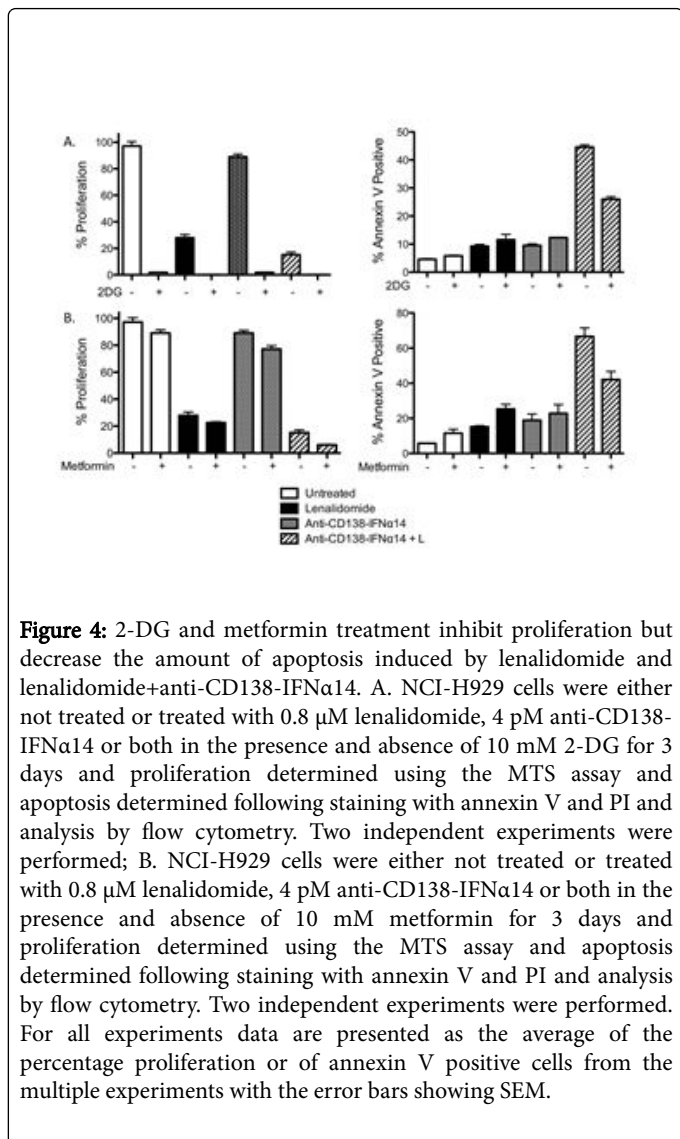 A.
% Proliferation
100
80
60
40
20
0
2DG - + - + - + - +
% Annexin V Positive
50
40
30
20
10
0
2DG - + - + - + - +
B.
% Proliferation
100
80
60
40
20
0
Metformin - + - + - + - +
% Annexin V Positive
80
60
40
20
0
Metformin - + - + - + - +
Untreated
Lenalidomide
Anti-CD138-IFNα14
Anti-CD138-IFNα14 + L
Figure 4: 2-DG and metformin treatment inhibit proliferation but
decrease the amount of apoptosis induced by lenalidomide and
lenalidomide+anti-CD138-IFNα14. A. NCI-H929 cells were either
not treated or treated with 0.8 μM lenalidomide, 4 pM anti-CD138-
IFNα14 or both in the presence and absence of 10 mM 2-DG for 3
days and proliferation determined using the MTS assay and
apoptosis determined following staining with annexin V and PI and
analysis by flow cytometry. Two independent experiments were
performed; B. NCI-H929 cells were either not treated or treated
with 0.8 μM lenalidomide, 4 pM anti-CD138-IFNα14 or both in the
presence and absence of 10 mM metformin for 3 days and
proliferation determined using the MTS assay and apoptosis
determined following staining with annexin V and PI and analysis
by flow cytometry. Two independent experiments were performed.
For all experiments data are presented as the average of the
percentage proliferation or of annexin V positive cells from the
multiple experiments with the error bars showing SEM.